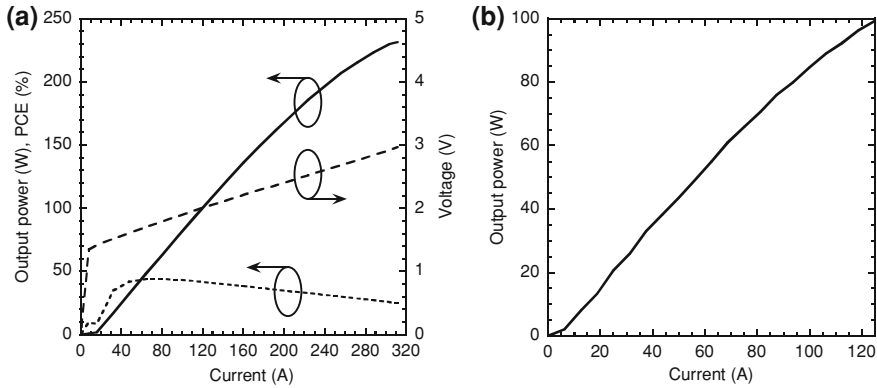 (a)
250
200
150
100
50
0
Output power (W), PCE (%)
5
4
3
2
1
0
Voltage (V)
0 40 80 120 160 200 240 280 320
Current (A)
(b)
100
80
60
40
20
0
Output power (W)
0 20 40 60 80 100 120
Current (A)